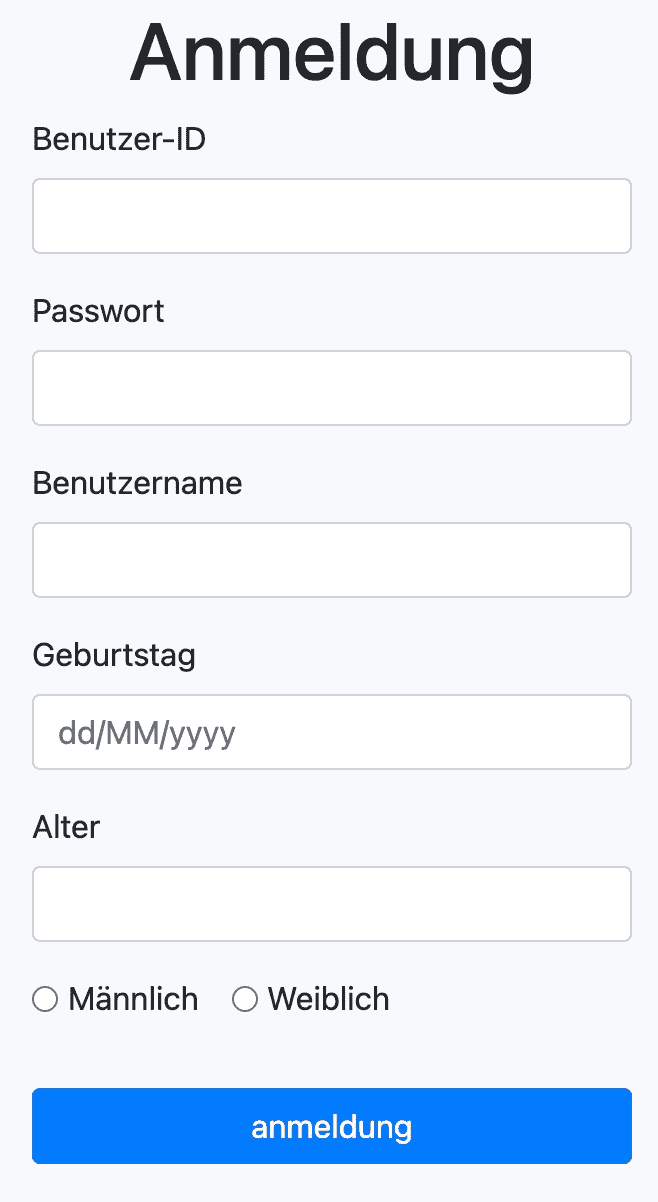 Anmeldung
Benutzer-ID
Passwort
Benutzername
Geburtstag
dd/MM/yyyy
Alter
Männlich Weiblich
anmeldung